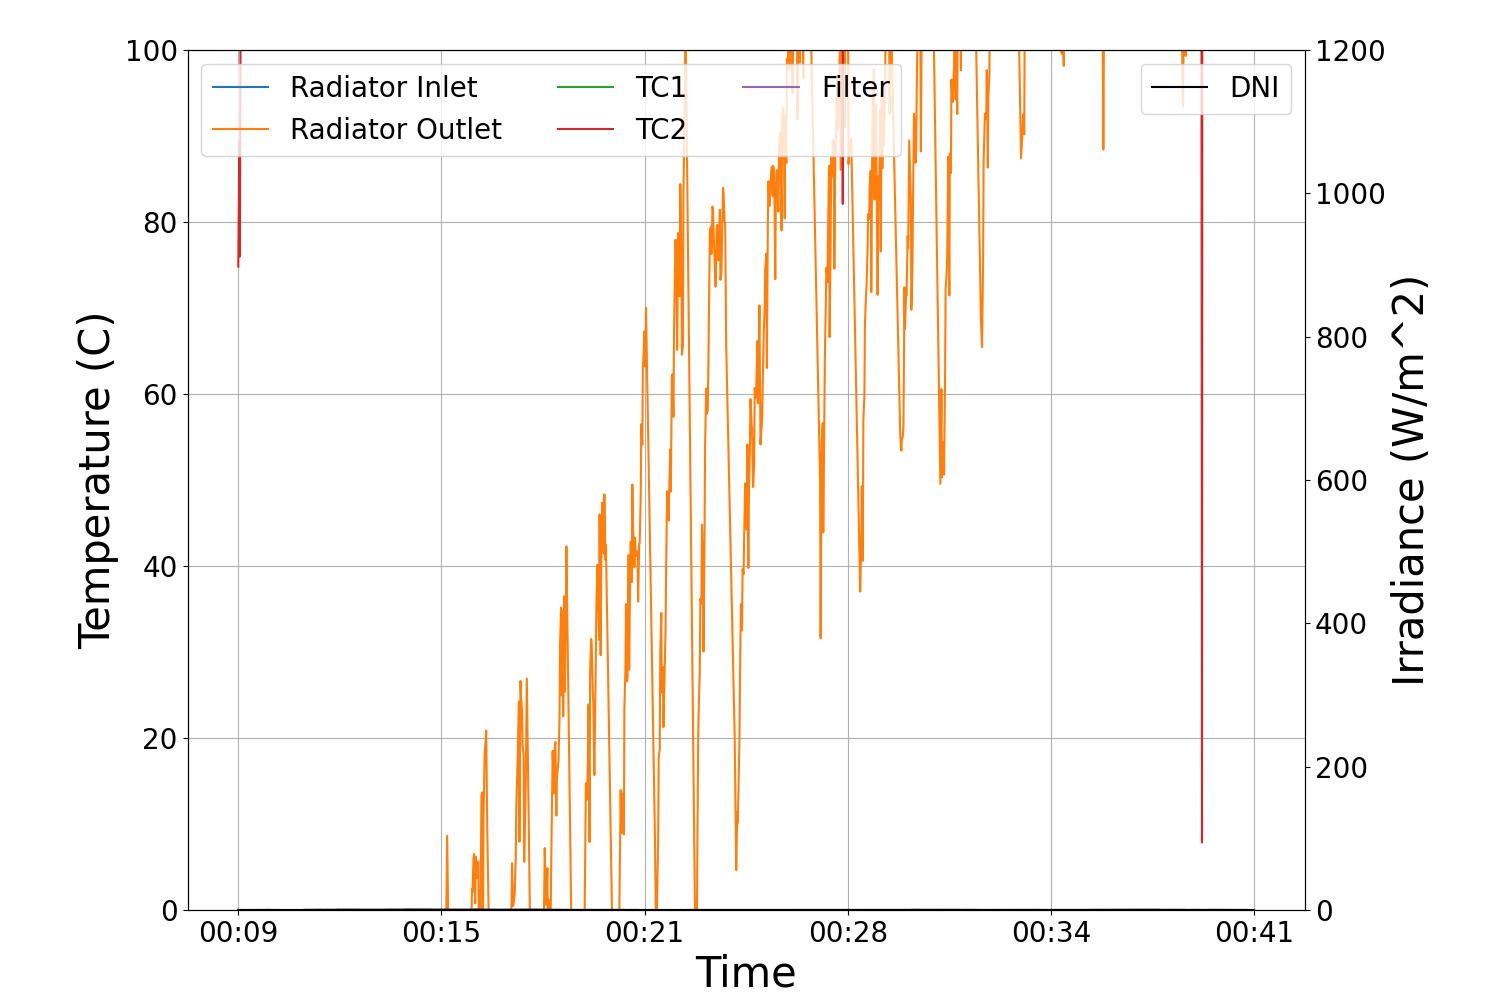 Radiator Inlet
Radiator Outlet
TC1
TC2
Filter
DNI
100
80
60
40
20
0
Temperature (C)
1200
1000
800
600
400
200
0
Irradiance (W/m^2)
00:09
00:15
00:21
00:28
00:34
00:41
Time